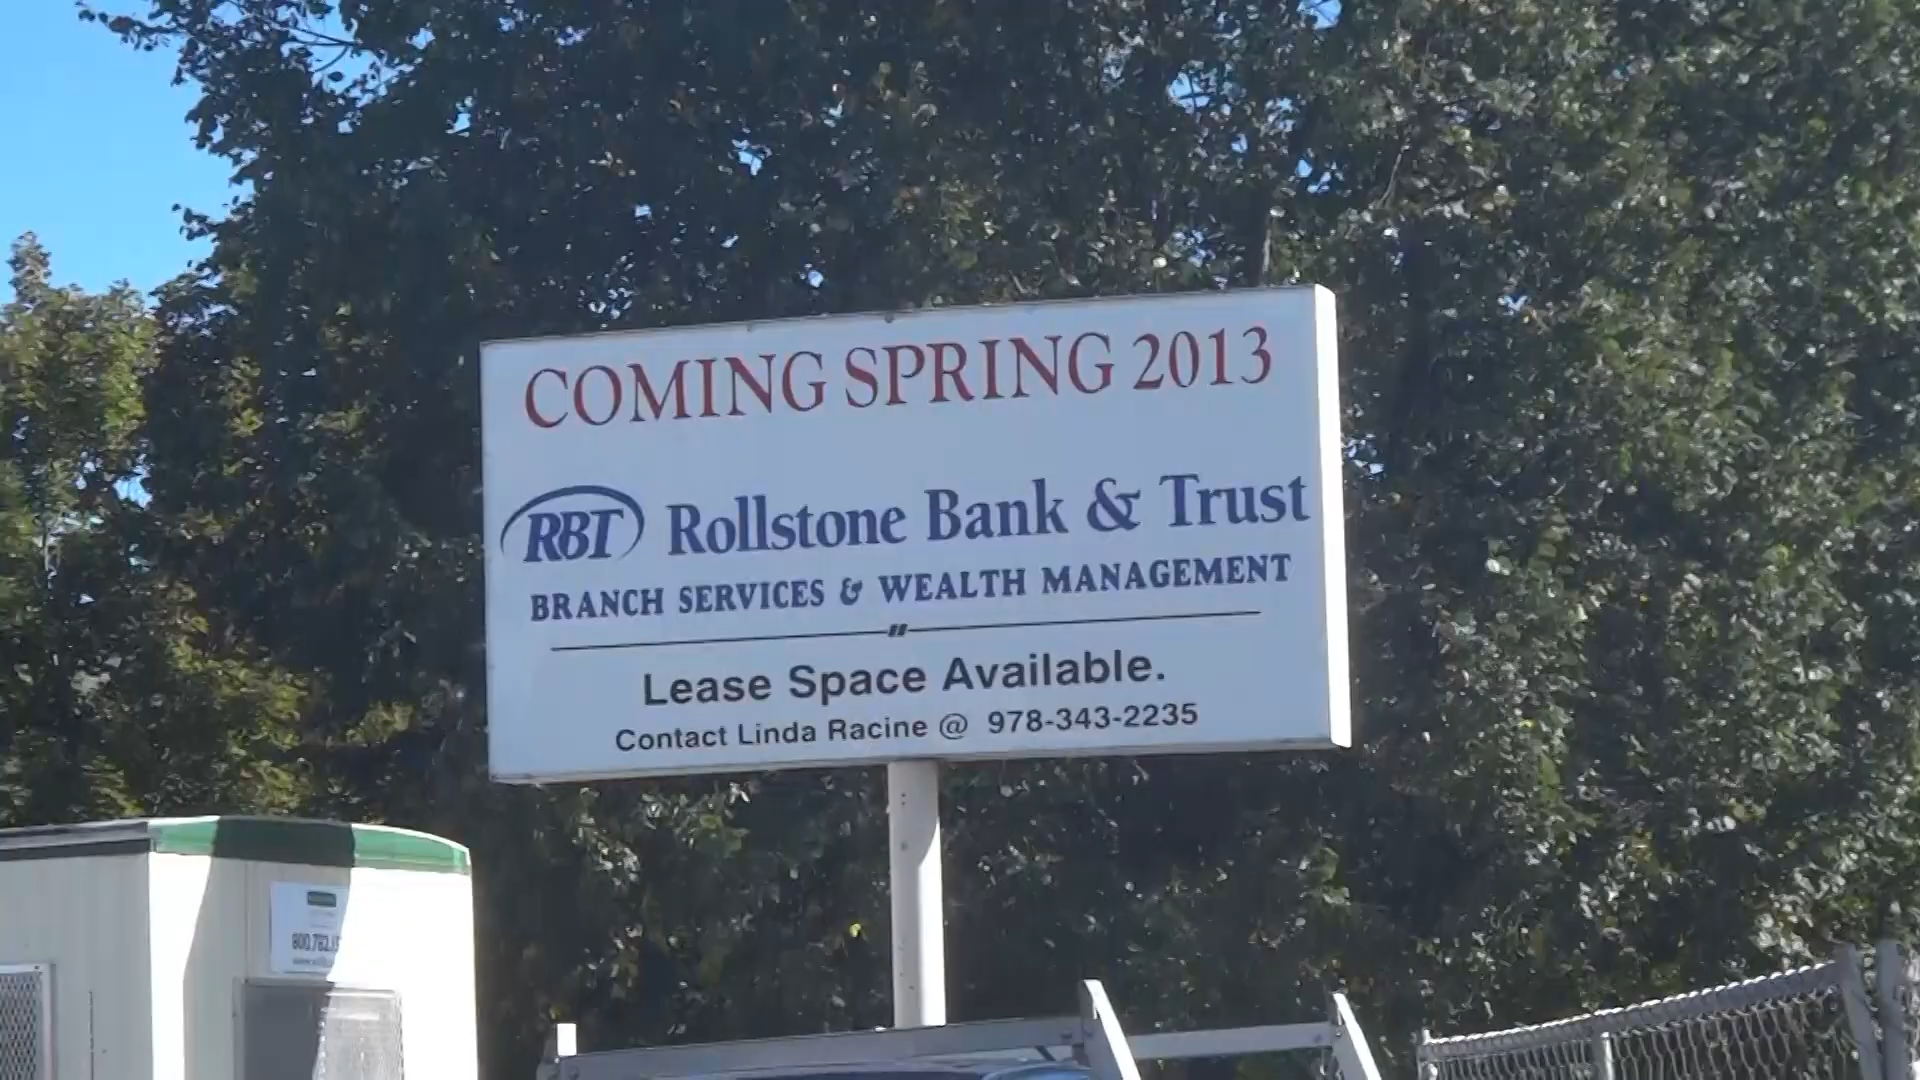 COMING SPRING 2013
RBT Rollstone Bank & Trust
BRANCH SERVICES & WEALTH MANAGEMENT
Lease Space Available.
Contact Linda Racine @ 978-343-2235